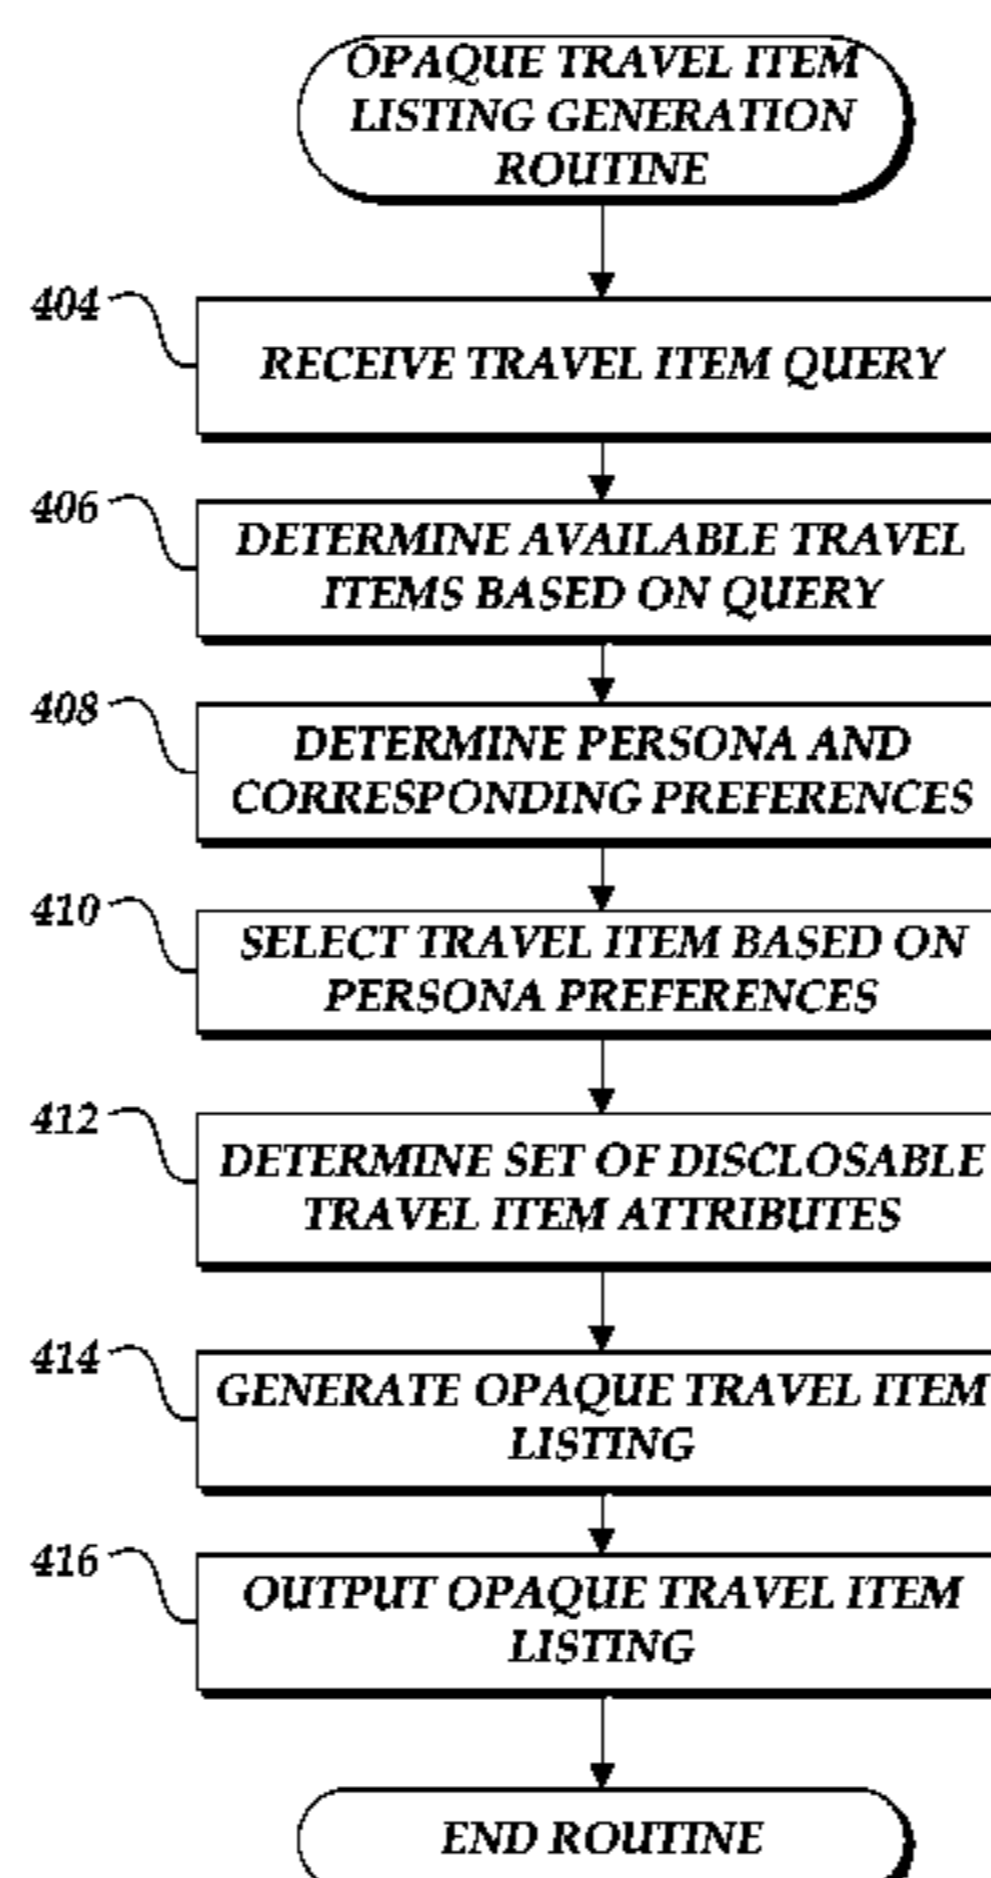 OPAQUE TRAVEL ITEM
LISTING GENERATION
ROUTINE
404
RECEIVE TRAVEL ITEM QUERY
406
DETERMINE AVAILABLE TRAVEL
ITEMS BASED ON QUERY
408
DETERMINE PERSONA AND
CORRESPONDING PREFERENCES
410
SELECT TRAVEL ITEM BASED ON
PERSONA PREFERENCES
412
DETERMINE SET OF DISCLOSABLE
TRAVEL ITEM ATTRIBUTES
414
GENERATE OPAQUE TRAVEL ITEM
LISTING
416
OUTPUT OPAQUE TRAVEL ITEM
LISTING
END ROUTINE